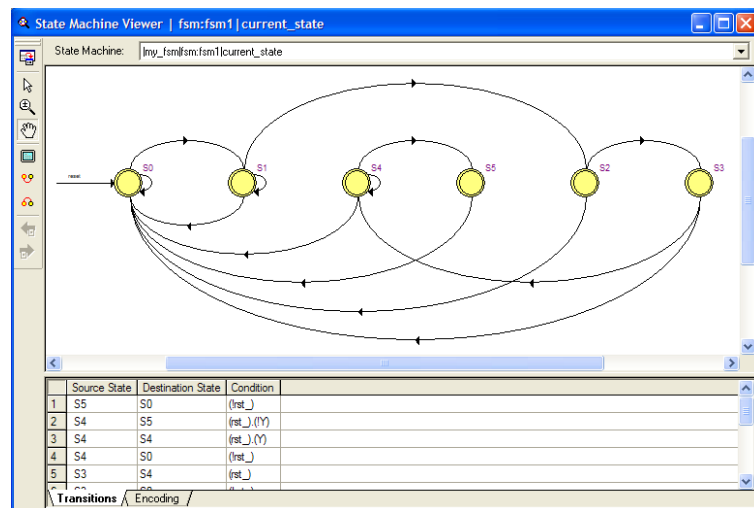 State Machine Viewer | fsm:fsm1|current_state
State Machine: |my_fsm|fsm:fsm1|current_state
reset
S0
S1
S4
S5
S2
S3
Source State Destination State Condition
1 S5 S0 (!rst_)
2 S4 S5 (rst_).(!Y)
3 S4 S4 (rst_).(Y)
4 S4 S0 (!rst_)
5 S3 S4 (rst_)
Transitions Encoding